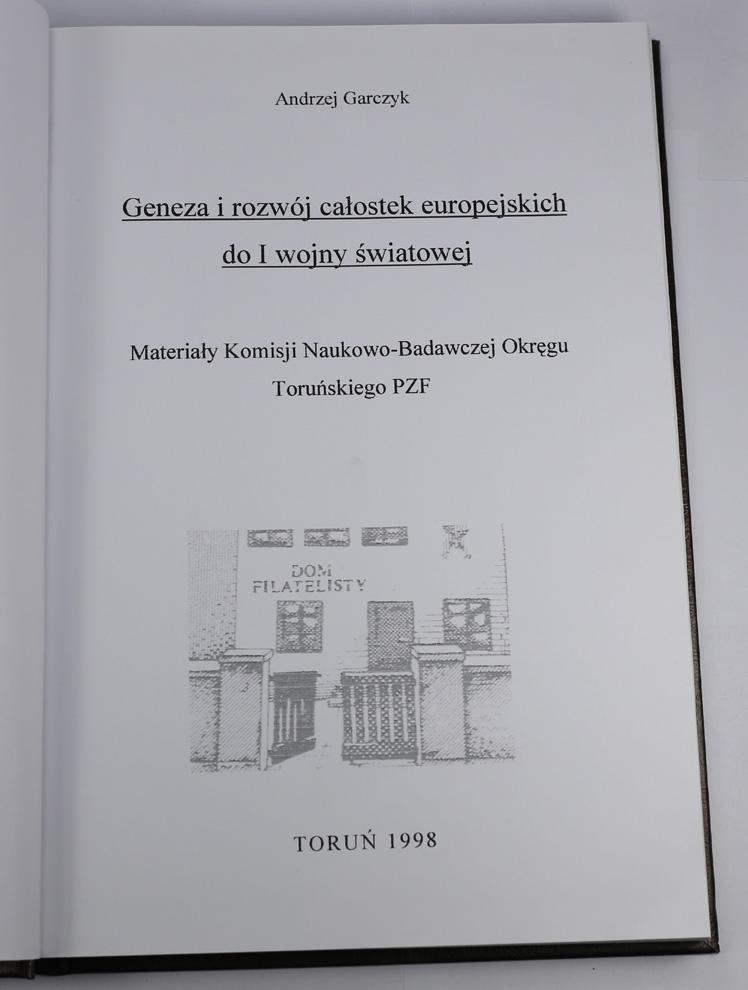 Andrzej Garczyk
Geneza i rozwój całostek europejskich
do I wojny światowej
Materiały Komisji Naukowo-Badawczej Okręgu
Toruńskiego PZF
DOM
FILATELISTY
TORUŃ 1998